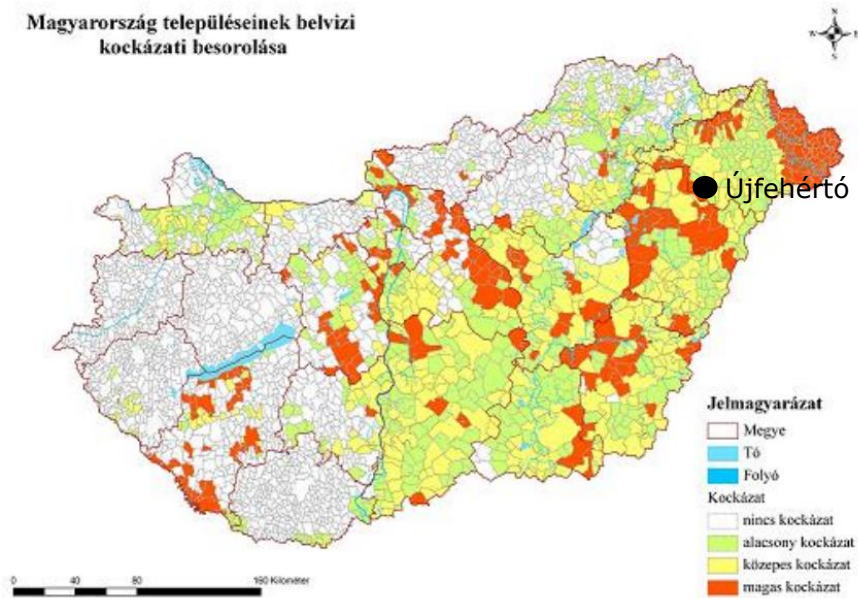 Magyarország településeinek belvizi
kockázati besorolása
N
W E
S
Újfehértó
Jelmagyarázat
Megye
Tó
Folyó
Kockázat
nincs kockázat
alacsony kockázat
közepes kockázat
magas kockázat
0 40 80 160 Kilométer